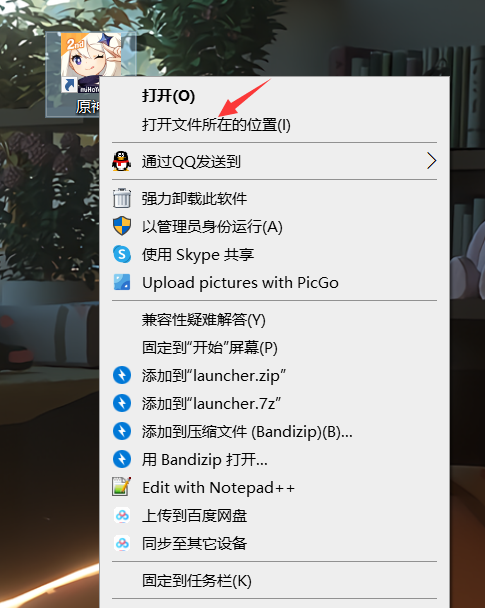 2nd
miHoYo
原神
打开(O)
打开文件所在的位置(I)
通过QQ发送到
强力卸载此软件
以管理员身份运行(A)
使用 Skype 共享
Upload pictures with PicGo
兼容性疑难解答(Y)
固定到“开始”屏幕(P)
添加到“launcher.zip”
添加到“launcher.7z”
添加到压缩文件 (Bandizip)(B)...
用 Bandizip 打开...
Edit with Notepad++
上传到百度网盘
同步至其它设备
固定到任务栏(K)